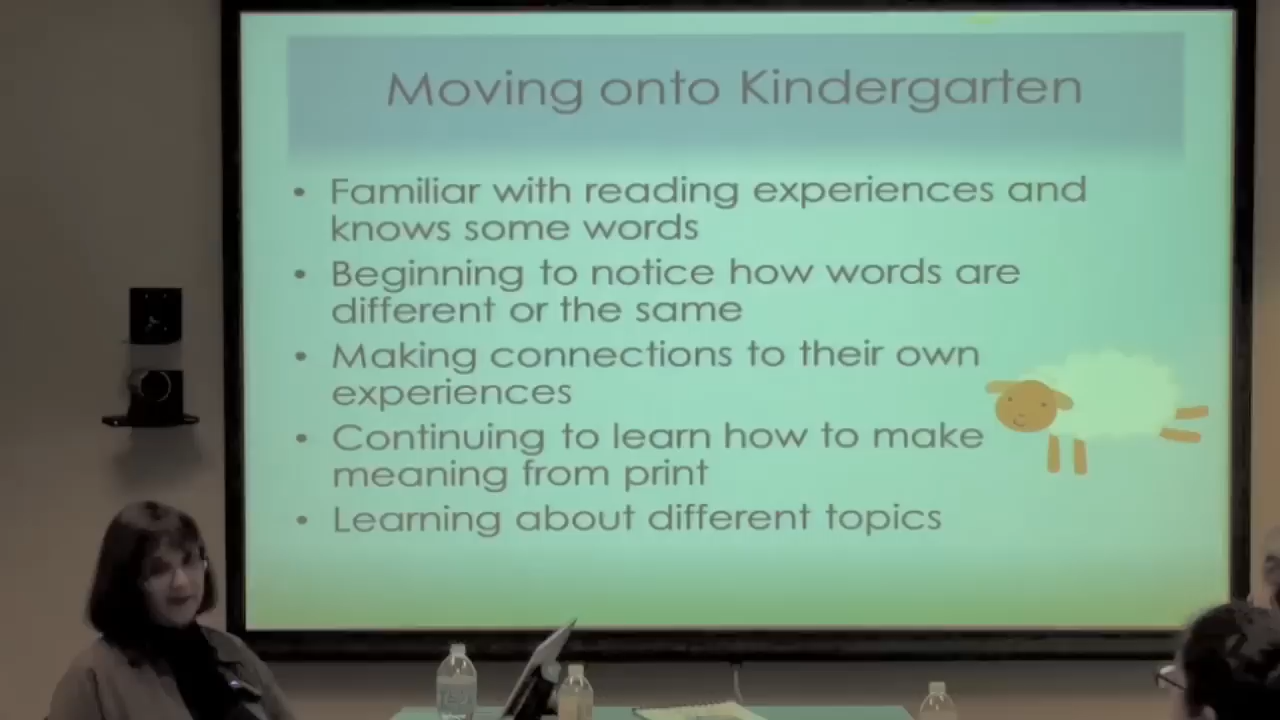 Moving onto Kindergarten
• Familiar with reading experiences and
knows some words
• Beginning to notice how words are
different or the same
• Making connections to their own
experiences
• Continuing to learn how to make
meaning from print
• Learning about different topics